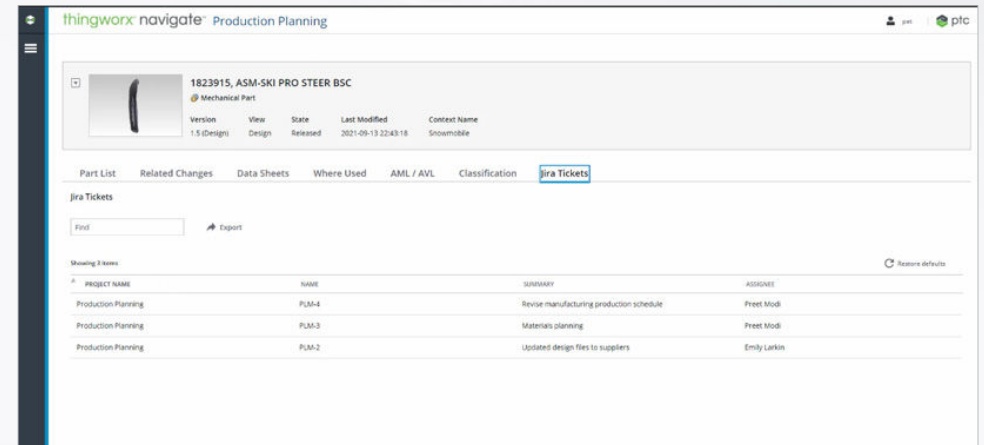 thingworx navigate Production Planning
pat
ptc
1823915, ASM-SKI PRO STEER BSC
Mechanical Part
Version View State Last Modified Context Name
1.5 (Design) Design Released 2021-09-13 22:43:18 Snowmobile
Part List Related Changes Data Sheets Where Used AML / AVL Classification Jira Tickets
Jira Tickets
Find Export
Showing 3 items Restore defaults
PROJECT NAME NAME SUMMARY ASSIGNEE
Production Planning PLM-4 Revise manufacturing production schedule Preet Modi
Production Planning PLM-3 Materials planning Preet Modi
Production Planning PLM-2 Updated design files to suppliers Emily Larkin